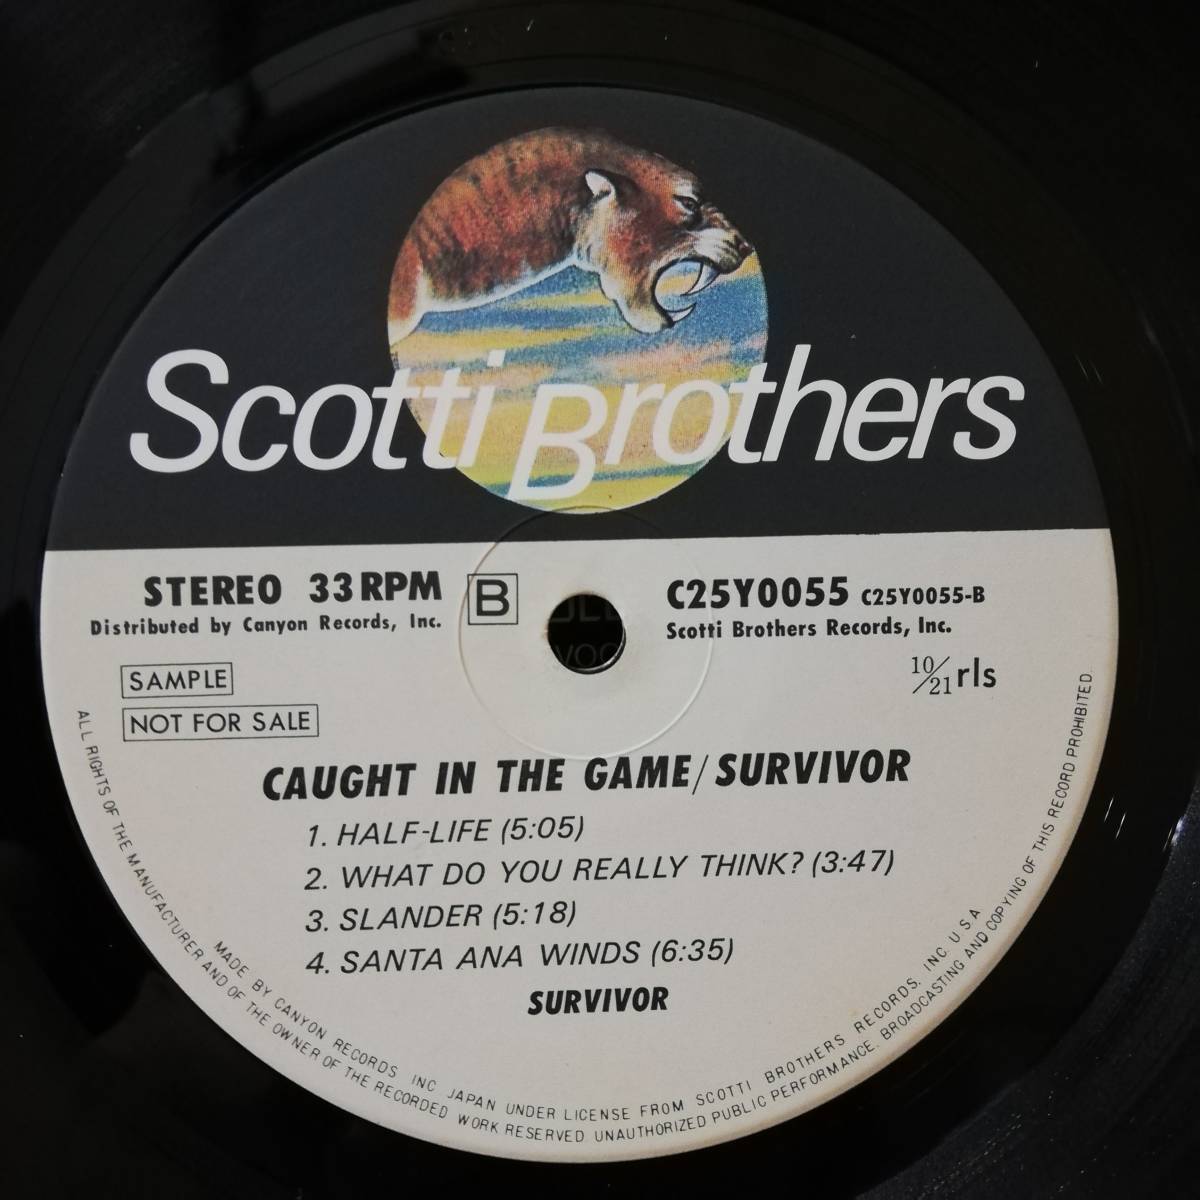 Scotti Brothers
STEREO 33 RPM B C25Y0055 C25Y0055-B
Distributed by Canyon Records, Inc. Scotti Brothers Records, Inc.
SAMPLE 10/21 rls
NOT FOR SALE
CAUGHT IN THE GAME/SURVIVOR
1. HALF-LIFE (5:05)
2. WHAT DO YOU REALLY THINK? (3:47)
3. SLANDER (5:18)
4. SANTA ANA WINDS (6:35)
SURVIVOR
MADE BY CANYON RECORDS INC JAPAN UNDER LICENSE FROM SCOTTI BROTHERS RECORDS, INC. U.S.A
ALL RIGHTS OF THE MANUFACTURER AND OF THE OWNER OF THE RECORDED WORK RESERVED. UNAUTHORIZED PUBLIC PERFORMANCE. BROADCASTING AND COPYING OF THIS RECORD PROHIBITED.